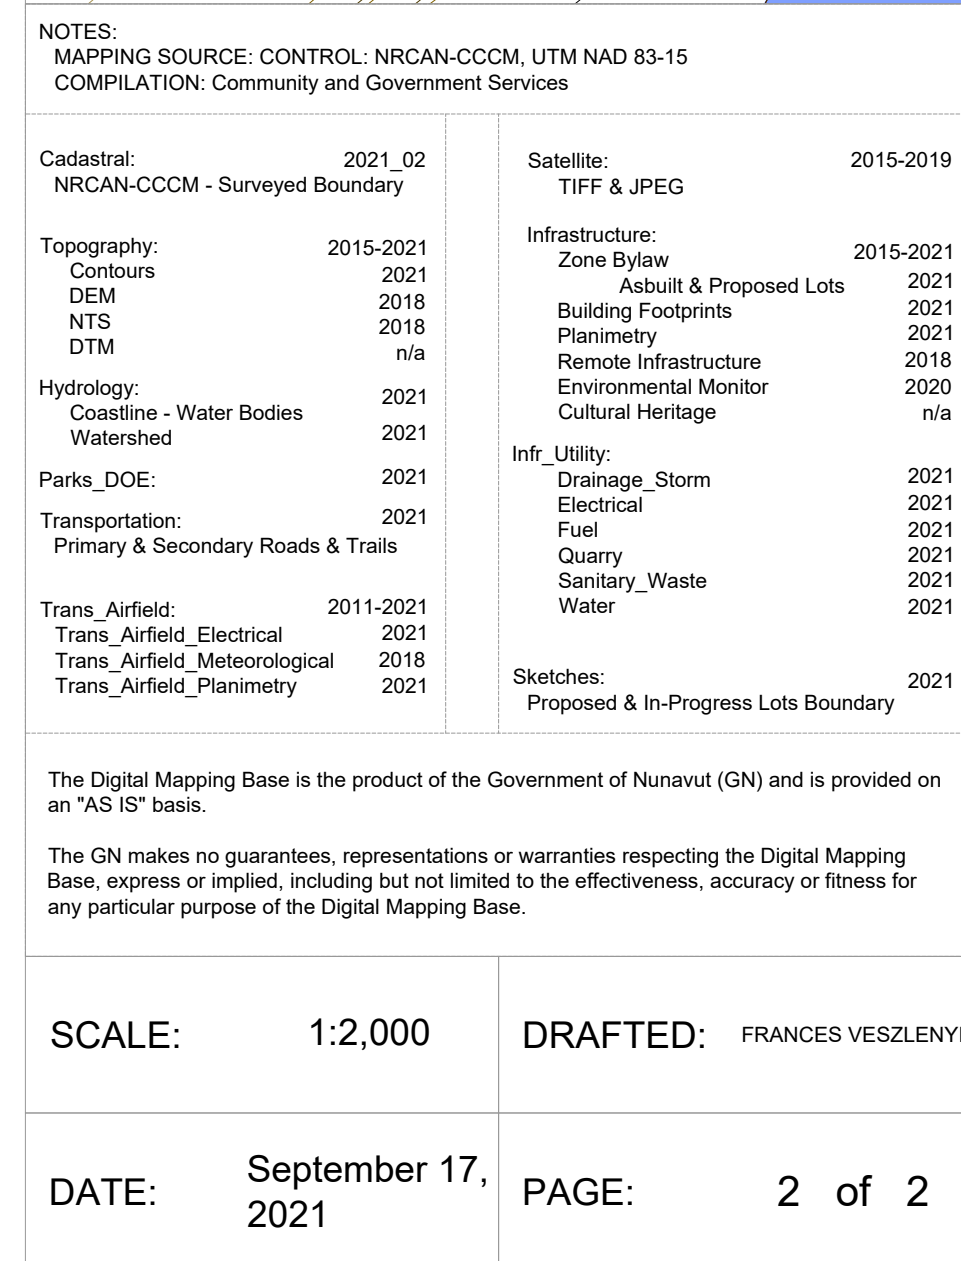 NOTES:
MAPPING SOURCE: CONTROL: NRCAN-CCCM, UTM NAD 83-15
COMPILATION: Community and Government Services
Cadastral: 2021_02
NRCAN-CCCM - Surveyed Boundary
Topography: 2015-2021
Contours 2021
DEM 2018
NTS 2018
DTM n/a
Hydrology: 2021
Coastline - Water Bodies
Watershed 2021
Parks_DOE: 2021
Transportation: 2021
Primary & Secondary Roads & Trails
Trans_Airfield: 2011-2021
Trans_Airfield_Electrical 2021
Trans_Airfield_Meteorological 2018
Trans_Airfield_Planimetry 2021
Satellite: 2015-2019
TIFF & JPEG
Infrastructure:
Zone Bylaw 2015-2021
Asbuilt & Proposed Lots 2021
Building Footprints 2021
Planimetry 2021
Remote Infrastructure 2018
Environmental Monitor 2020
Cultural Heritage n/a
Infr_Utility:
Drainage_Storm 2021
Electrical 2021
Fuel 2021
Quarry 2021
Sanitary_Waste 2021
Water 2021
Sketches: 2021
Proposed & In-Progress Lots Boundary
The Digital Mapping Base is the product of the Government of Nunavut (GN) and is provided on
an "AS IS" basis.
The GN makes no guarantees, representations or warranties respecting the Digital Mapping
Base, express or implied, including but not limited to the effectiveness, accuracy or fitness for
any particular purpose of the Digital Mapping Base.
SCALE: 1:2,000
DRAFTED: FRANCES VESZLENYI
DATE: September 17,
2021
PAGE: 2 of 2